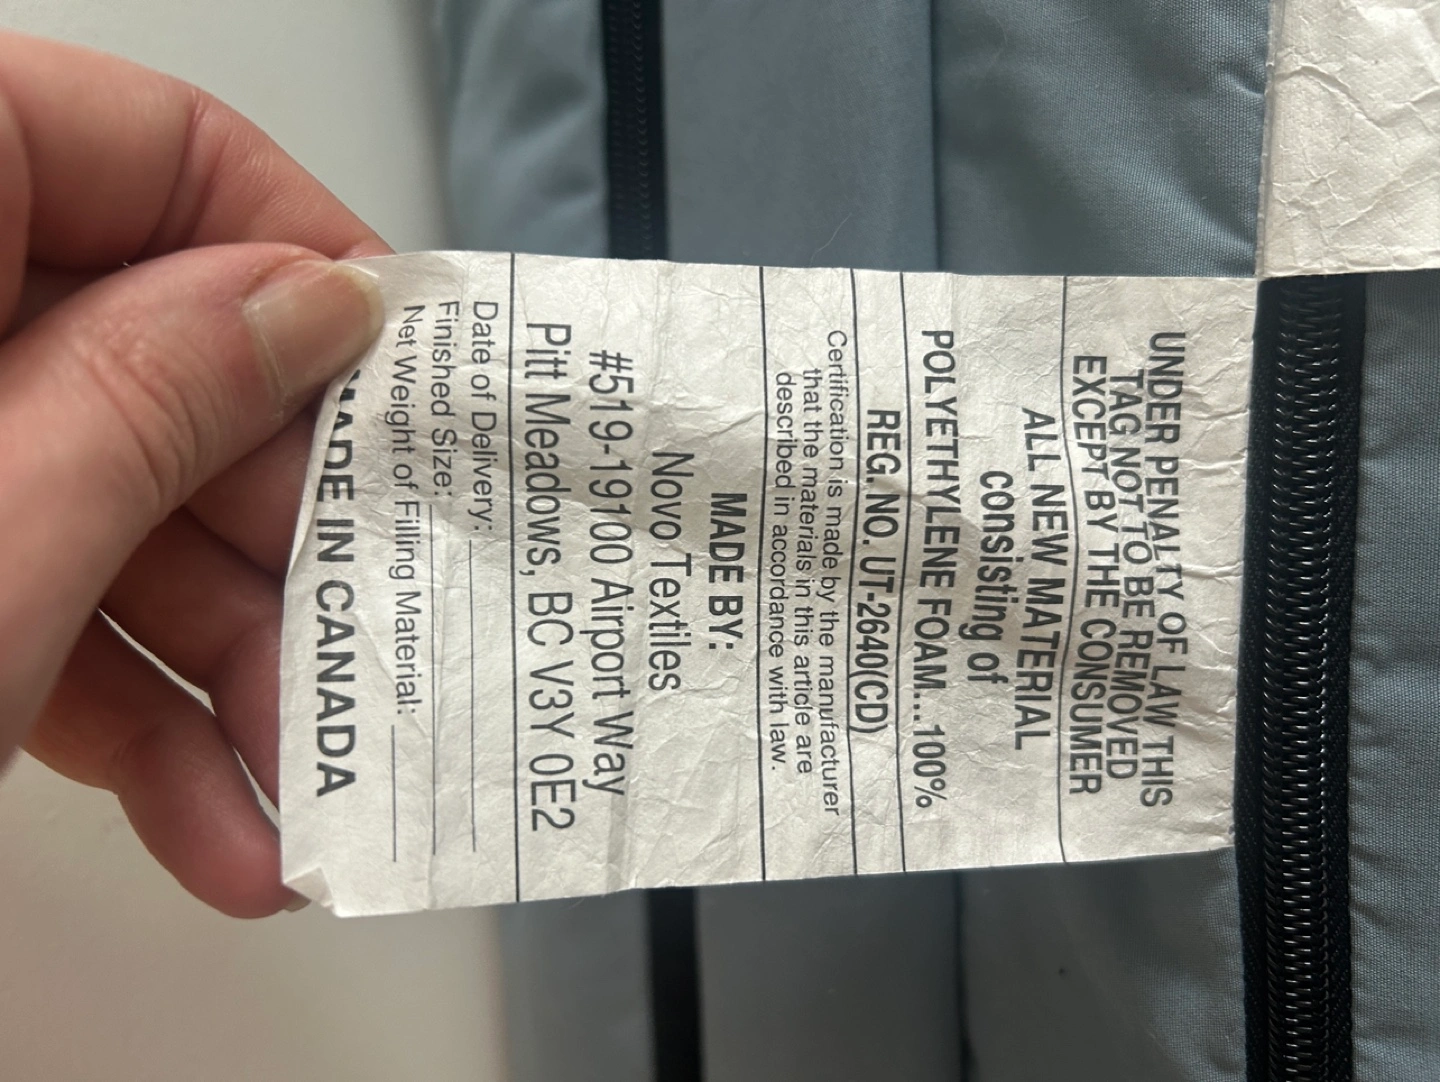 UNDER PENALTY OF LAW THIS
TAG NOT TO BE REMOVED
EXCEPT BY THE CONSUMER
ALL NEW MATERIAL
consisting of
POLYETHYLENE FOAM...100%
REG. NO. UT-2640(CD)
Certification is made by the manufacturer
that the materials in this article are
described in accordance with law.
MADE BY:
Novo Textiles
#519-19100 Airport Way
Pitt Meadows, BC V3Y 0E2
Date of Delivery:
Finished Size:
Net Weight of Filling Material:
MADE IN CANADA